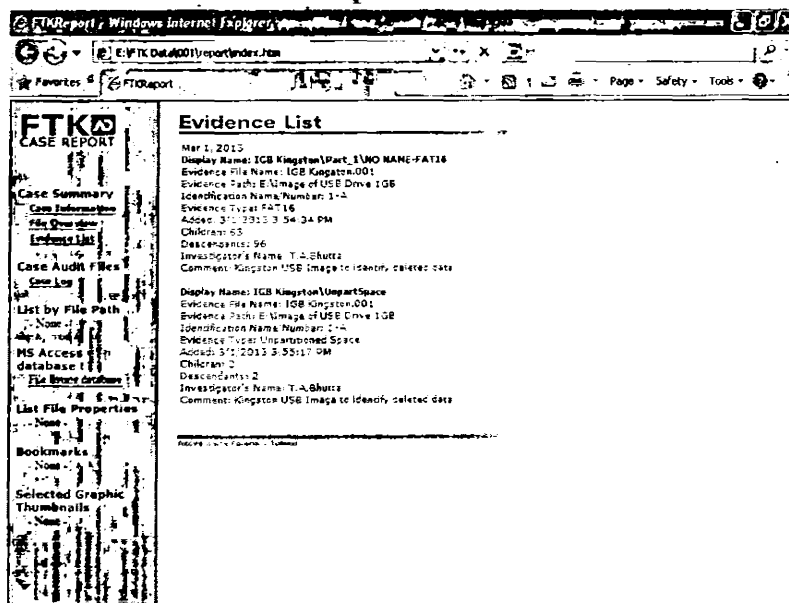 FTKReport - Windows Internet Explorer
E:\FTK Data\001\report\index.htm
Favorites FTKReport
Page Safety Tools
FTK
CASE REPORT
Case Summary
Case Information
File Overview
Evidence List
Case Audit Files
Case Log
List by File Path
- None -
MS Access
database
List File Properties
- None -
Bookmarks
- None -
Selected Graphic
Thumbnails
- None -
Evidence List
Mar 1, 2013
Display Name: IGB Kingston\Part_1\NO NAME-FAT16
Evidence File Name: IGB Kingston.001
Evidence Path: E:\Image of USB Drive 1GB
Identification Name/Number: 1-A
Evidence Type: FAT16
Added: 3/1/2013 3:54:34 PM
Children: 63
Descendants: 96
Investigator's Name: T.A.Bhutta
Comment: Kingston USB Image to identify deleted data
Display Name: IGB Kingston\UnpartSpace
Evidence File Name: IGB Kingston.001
Evidence Path: E:\Image of USB Drive 1GB
Identification Name/Number: 1-A
Evidence Type: Unpartitioned Space
Added: 3/1/2013 3:55:17 PM
Children: 2
Descendants: 2
Investigator's Name: T.A.Bhutta
Comment: Kingston USB Image to identify deleted data